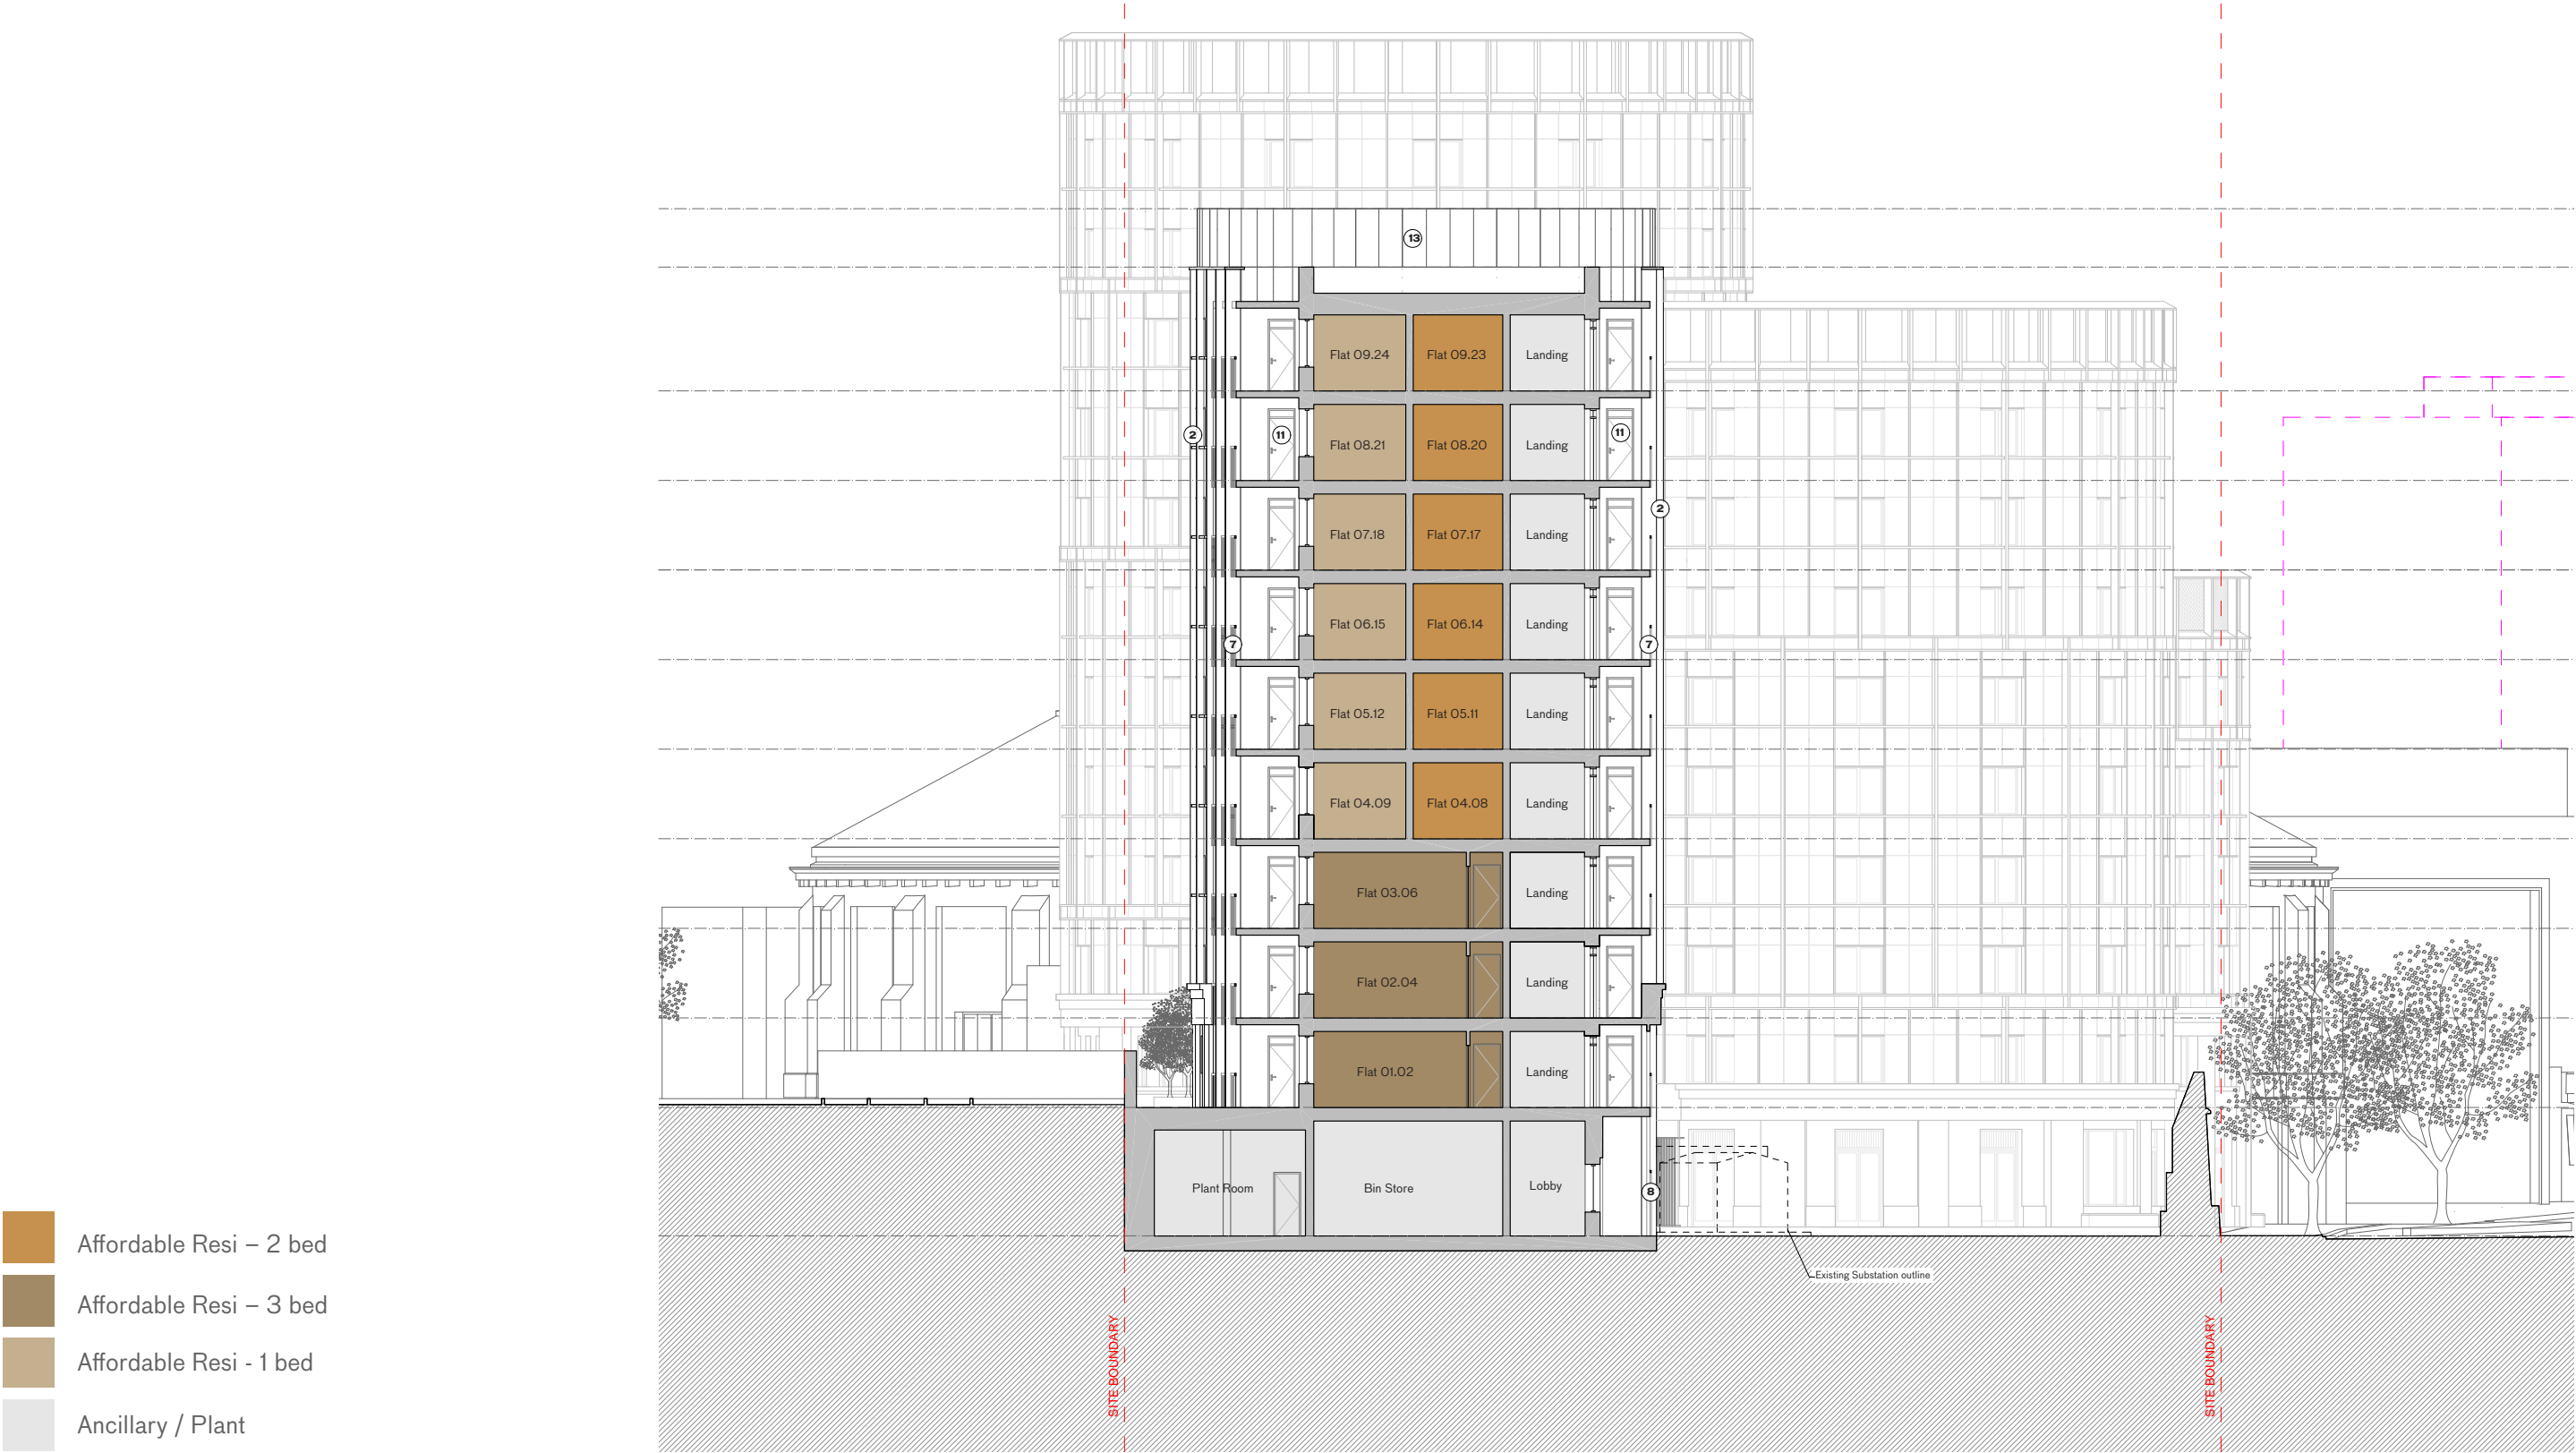 13
Flat 09.24 Flat 09.23 Landing
2 11 Flat 08.21 Flat 08.20 Landing 11
Flat 07.18 Flat 07.17 Landing 2
7 Flat 06.15 Flat 06.14 Landing 7
Flat 05.12 Flat 05.11 Landing
Flat 04.09 Flat 04.08 Landing
Flat 03.06 Landing
Flat 02.04 Landing
Flat 01.02 Landing
Plant Room Bin Store Lobby 8
Existing Substation outline
SITE BOUNDARY
SITE BOUNDARY
Affordable Resi – 2 bed
Affordable Resi – 3 bed
Affordable Resi - 1 bed
Ancillary / Plant